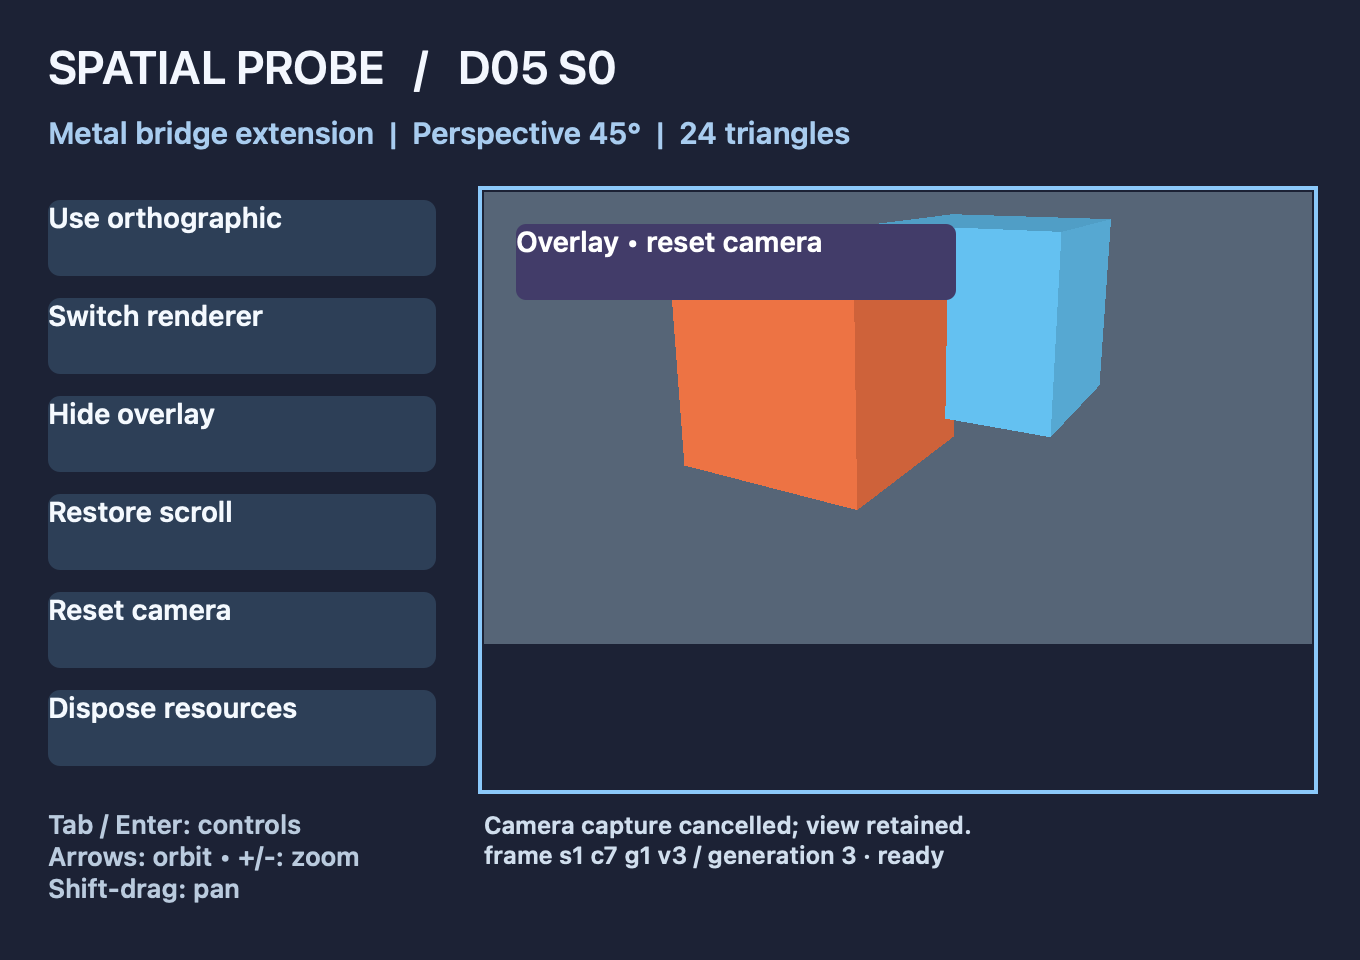 SPATIAL PROBE / D05 S0
Metal bridge extension | Perspective 45° | 24 triangles
Use orthographic
Switch renderer
Hide overlay
Restore scroll
Reset camera
Dispose resources
Overlay • reset camera
Tab / Enter: controls
Arrows: orbit • +/-: zoom
Shift-drag: pan
Camera capture cancelled; view retained.
frame s1 c7 g1 v3 / generation 3 · ready